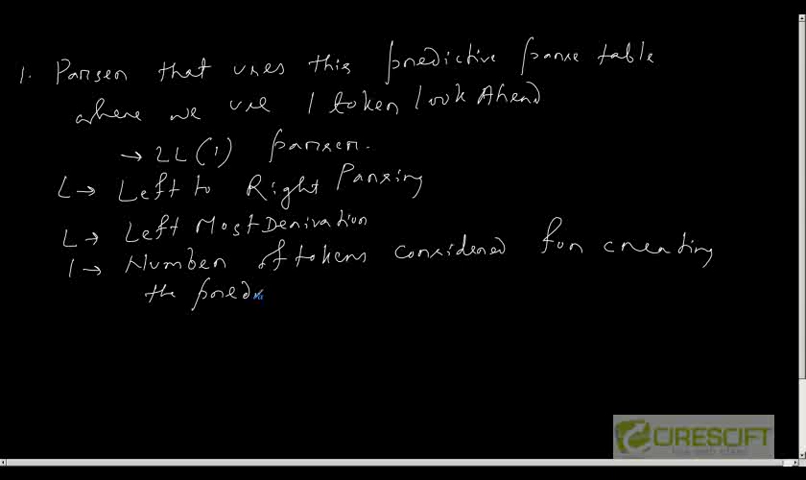 1. Parser that uses this predictive parse table
where we use 1 token look Ahead
→ LL(1) parser.
L → Left to Right Parsing
L → Left Most Derivation
1 → Number of tokens considered for creating
the pred
CIRESCIFT